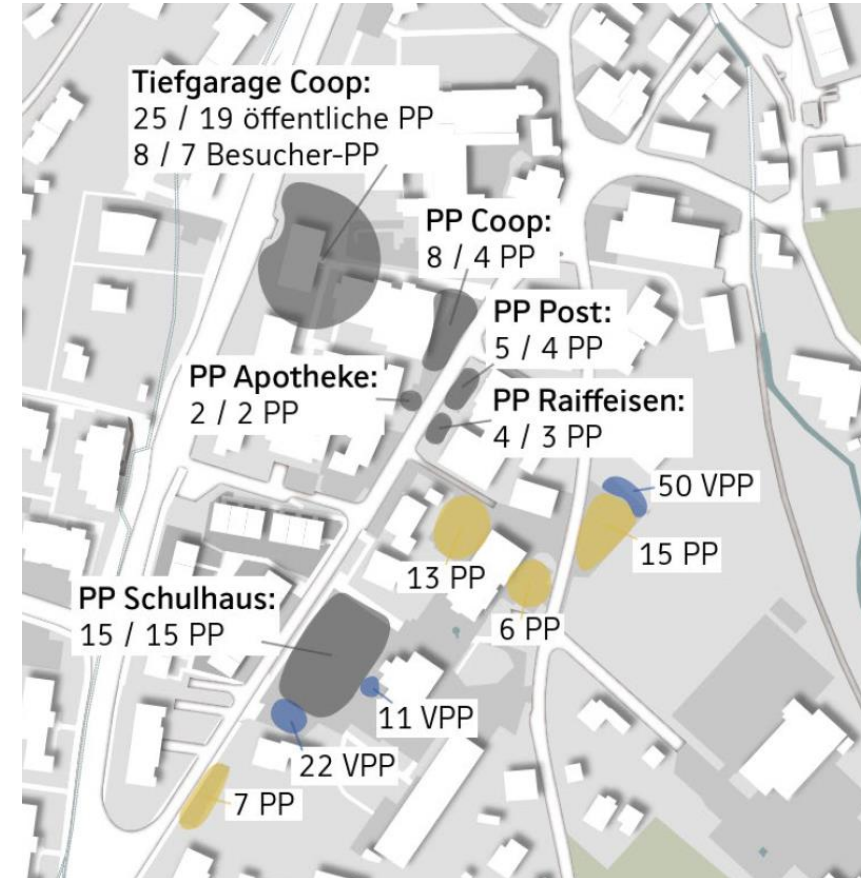 Tiefgarage Coop:
25 / 19 öffentliche PP
8 / 7 Besucher-PP
PP Coop:
8 / 4 PP
PP Post:
5 / 4 PP
PP Apotheke:
2 / 2 PP
PP Raiffeisen:
4 / 3 PP
50 VPP
15 PP
13 PP
6 PP
PP Schulhaus:
15 / 15 PP
11 VPP
22 VPP
7 PP